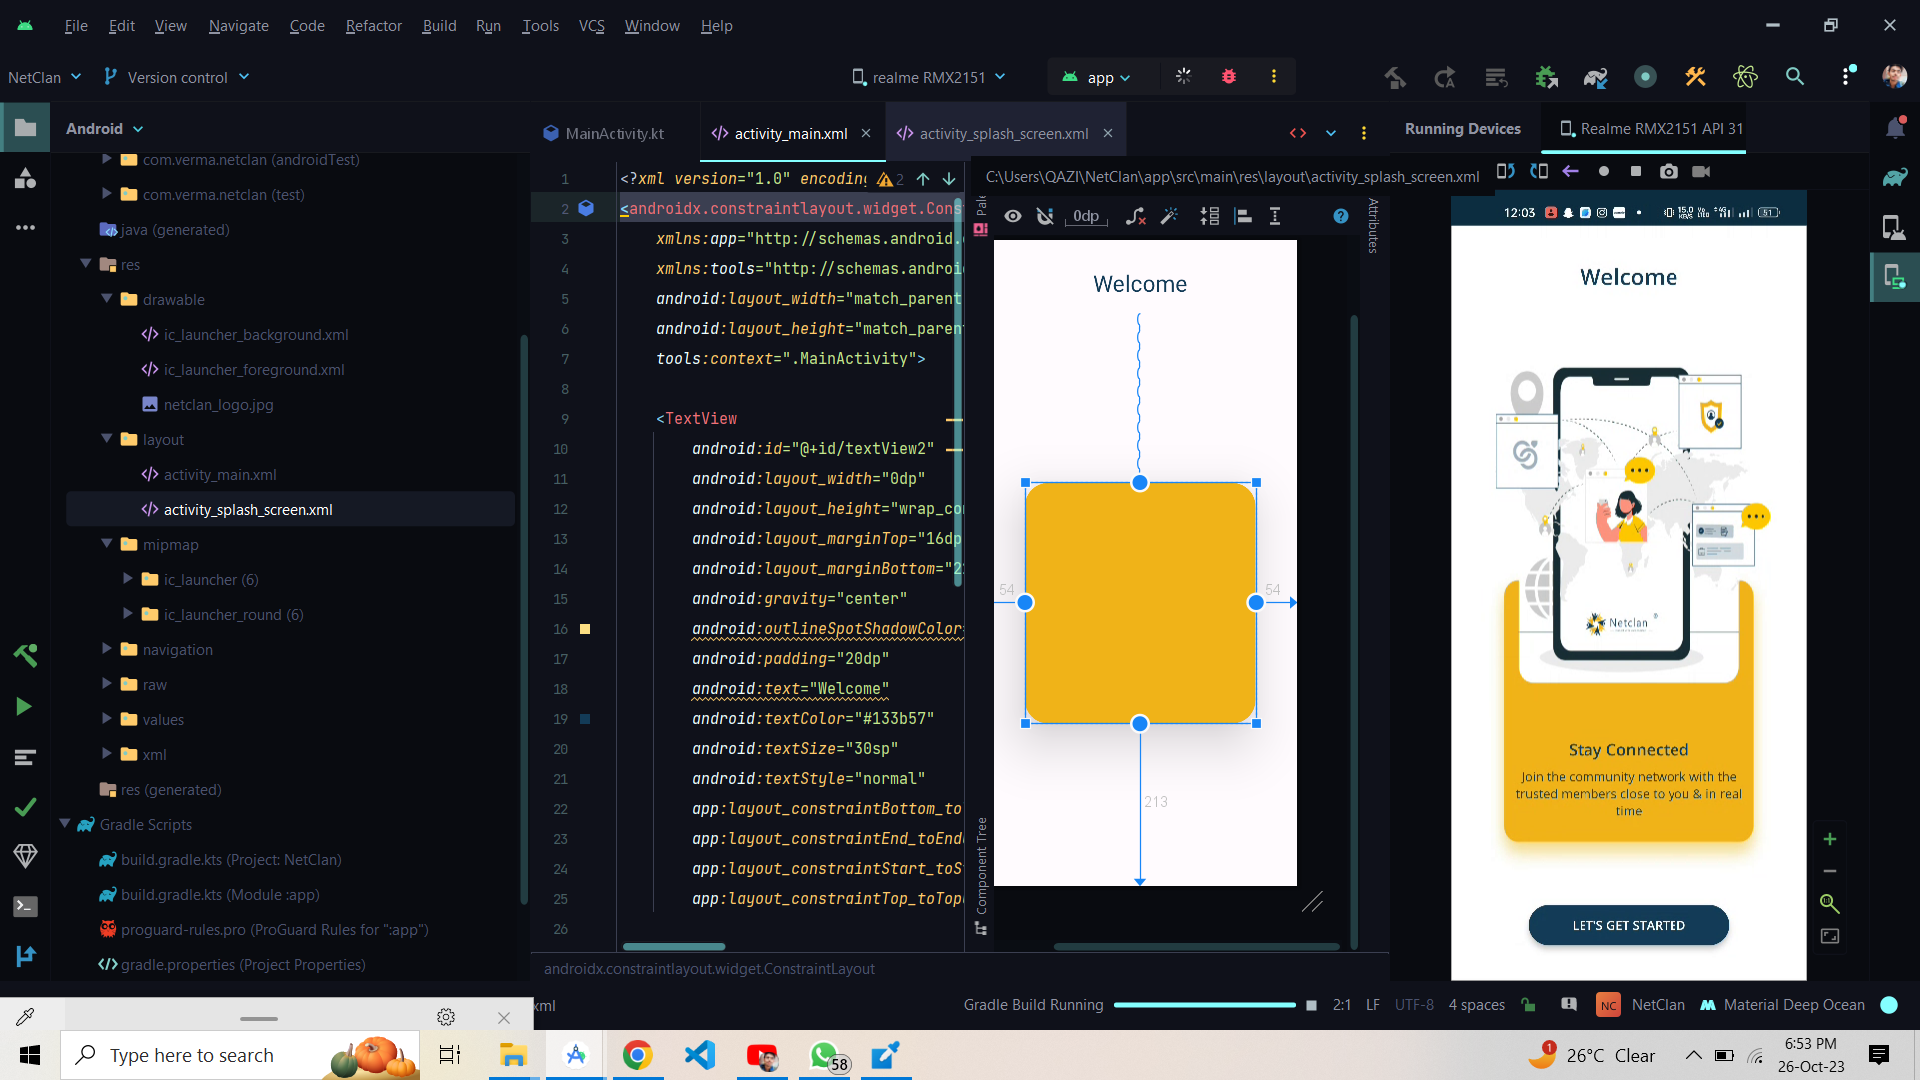 File Edit View Navigate Code Refactor Build Run Tools VCS Window Help
NetClan Version control realme RMX2151 app
Android
MainActivity.kt activity_main.xml activity_splash_screen.xml
Running Devices Realme RMX2151 API 31
com.verma.netclan (androidTest)
com.verma.netclan (test)
java (generated)
res
drawable
ic_launcher_background.xml
ic_launcher_foreground.xml
netclan_logo.jpg
layout
activity_main.xml
activity_splash_screen.xml
mipmap
ic_launcher (6)
ic_launcher_round (6)
navigation
raw
values
xml
res (generated)
Gradle Scripts
build.gradle.kts (Project: NetClan)
build.gradle.kts (Module :app)
proguard-rules.pro (ProGuard Rules for ":app")
gradle.properties (Project Properties)
1 <?xml version="1.0" encoding 2
2 <androidx.constraintlayout.widget.Cons
3 xmlns:app="http://schemas.android.
4 xmlns:tools="http://schemas.androi
5 android:layout_width="match_parent
6 android:layout_height="match_paren
7 tools:context=".MainActivity">
8
9 <TextView
10 android:id="@+id/textView2"
11 android:layout_width="0dp"
12 android:layout_height="wrap_co
13 android:layout_marginTop="16dp
14 android:layout_marginBottom="2
15 android:gravity="center"
16 android:outlineSpotShadowColor=
17 android:padding="20dp"
18 android:text="Welcome"
19 android:textColor="#133b57"
20 android:textSize="30sp"
21 android:textStyle="normal"
22 app:layout_constraintBottom_to
23 app:layout_constraintEnd_toEnd
24 app:layout_constraintStart_toS
25 app:layout_constraintTop_toTop
26
androidx.constraintlayout.widget.ConstraintLayout
C:\Users\QAZI\NetClan\app\src\main\res\layout\activity_splash_screen.xml
Pale
0dp
Attributes
Welcome
54
54
213
Component Tree
12:03 15.0 KB/S 4G 51
Welcome
Netclan
Stay Connected
Join the community network with the
trusted members close to you & in real
time
LET'S GET STARTED
1:1
xml Gradle Build Running 2:1 LF UTF-8 4 spaces NC NetClan Material Deep Ocean
Type here to search
58
1 26°C Clear
6:53 PM
26-Oct-23